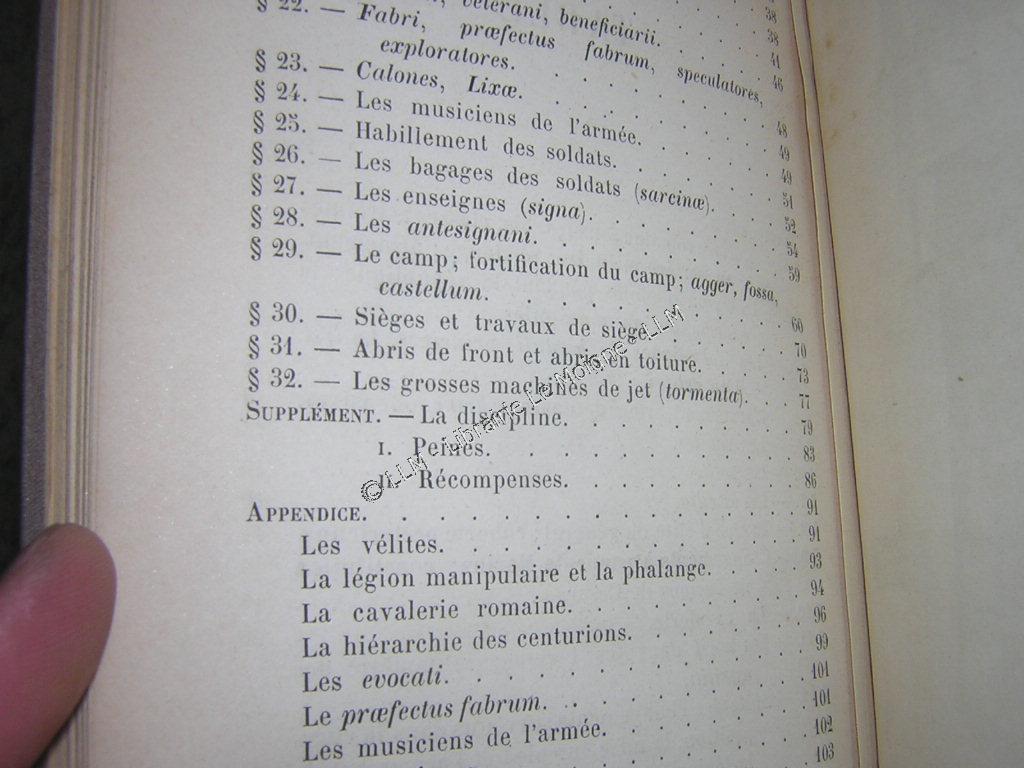 veterani, beneficiarii. 46
§ 22. — Fabri, præfectus fabrum, speculatores,
exploratores. 48
§ 23. — Calones, Lixæ. 49
§ 24. — Les musiciens de l'armée. 49
§ 25. — Habillement des soldats. 51
§ 26. — Les bagages des soldats (sarcinæ). 52
§ 27. — Les enseignes (signa). 54
§ 28. — Les antesignani. 59
§ 29. — Le camp; fortification du camp; agger, fossa,
castellum. 60
§ 30. — Sièges et travaux de siège. 70
§ 31. — Abris de front et abris en toiture. 73
§ 32. — Les grosses machines de jet (tormenta). 77
SUPPLÉMENT. — La discipline. 79
I. Peines. 83
II. Récompenses. 86
APPENDICE. 91
Les vélites. 91
La légion manipulaire et la phalange. 93
La cavalerie romaine. 94
La hiérarchie des centurions. 96
Les evocati. 99
Le præfectus fabrum. 101
Les musiciens de l'armée. 101
102
103
©LLM - Librairie Le Moigne - LLM